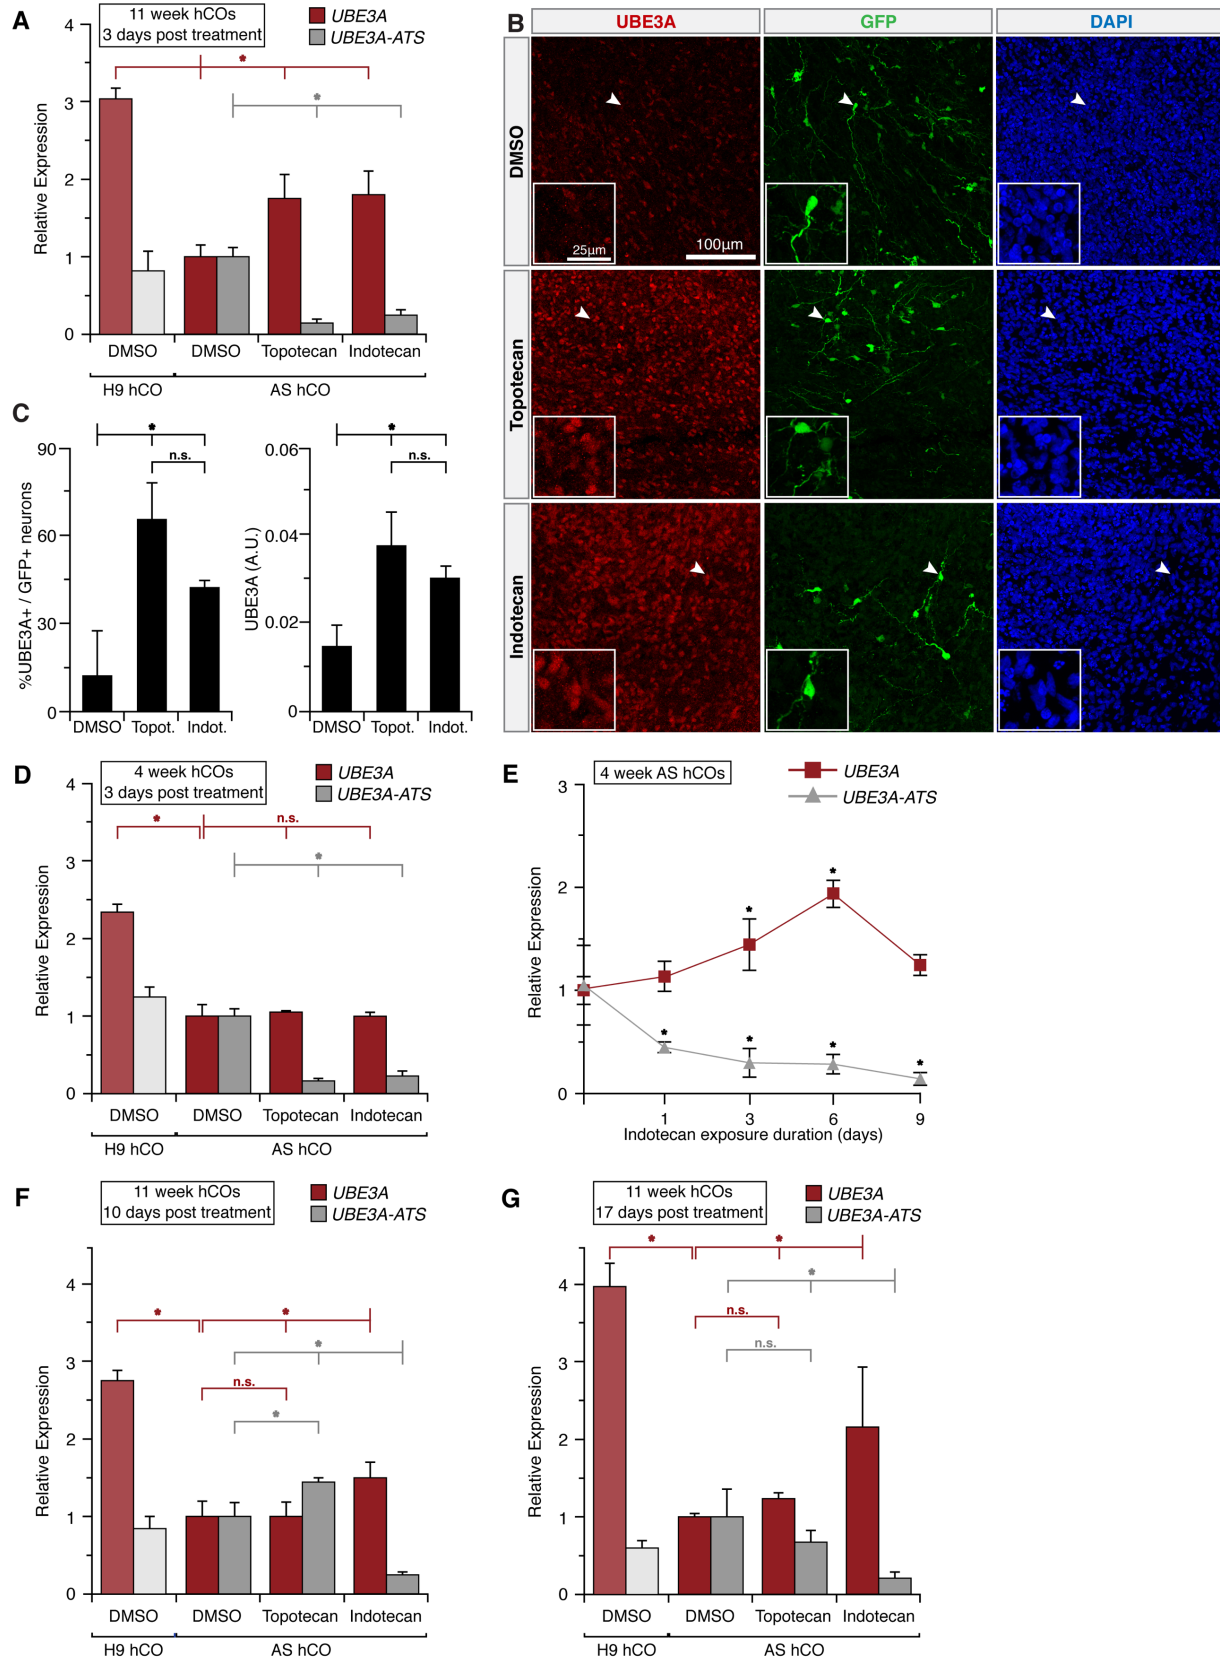 A
11 week hCOs
3 days post treatment
UBE3A
UBE3A-ATS
*
*
Relative Expression
4
3
2
1
0
DMSO
DMSO
Topotecan
Indotecan
H9 hCO
AS hCO
B
UBE3A
GFP
DAPI
DMSO
25µm
100µm
Topotecan
Indotecan
C
*
n.s.
%UBE3A+ / GFP+ neurons
90
60
30
0
DMSO
Topot.
Indot.
*
n.s.
UBE3A (A.U.)
0.06
0.04
0.02
0
DMSO
Topot.
Indot.
D
4 week hCOs
3 days post treatment
UBE3A
UBE3A-ATS
*
n.s.
*
Relative Expression
4
3
2
1
0
DMSO
DMSO
Topotecan
Indotecan
H9 hCO
AS hCO
E
4 week AS hCOs
UBE3A
UBE3A-ATS
Relative Expression
3
2
1
0
*
*
*
*
*
*
1
3
6
9
Indotecan exposure duration (days)
F
11 week hCOs
10 days post treatment
UBE3A
UBE3A-ATS
*
*
*
n.s.
*
Relative Expression
4
3
2
1
0
DMSO
DMSO
Topotecan
Indotecan
H9 hCO
AS hCO
G
11 week hCOs
17 days post treatment
UBE3A
UBE3A-ATS
*
*
*
n.s.
n.s.
Relative Expression
4
3
2
1
0
DMSO
DMSO
Topotecan
Indotecan
H9 hCO
AS hCO